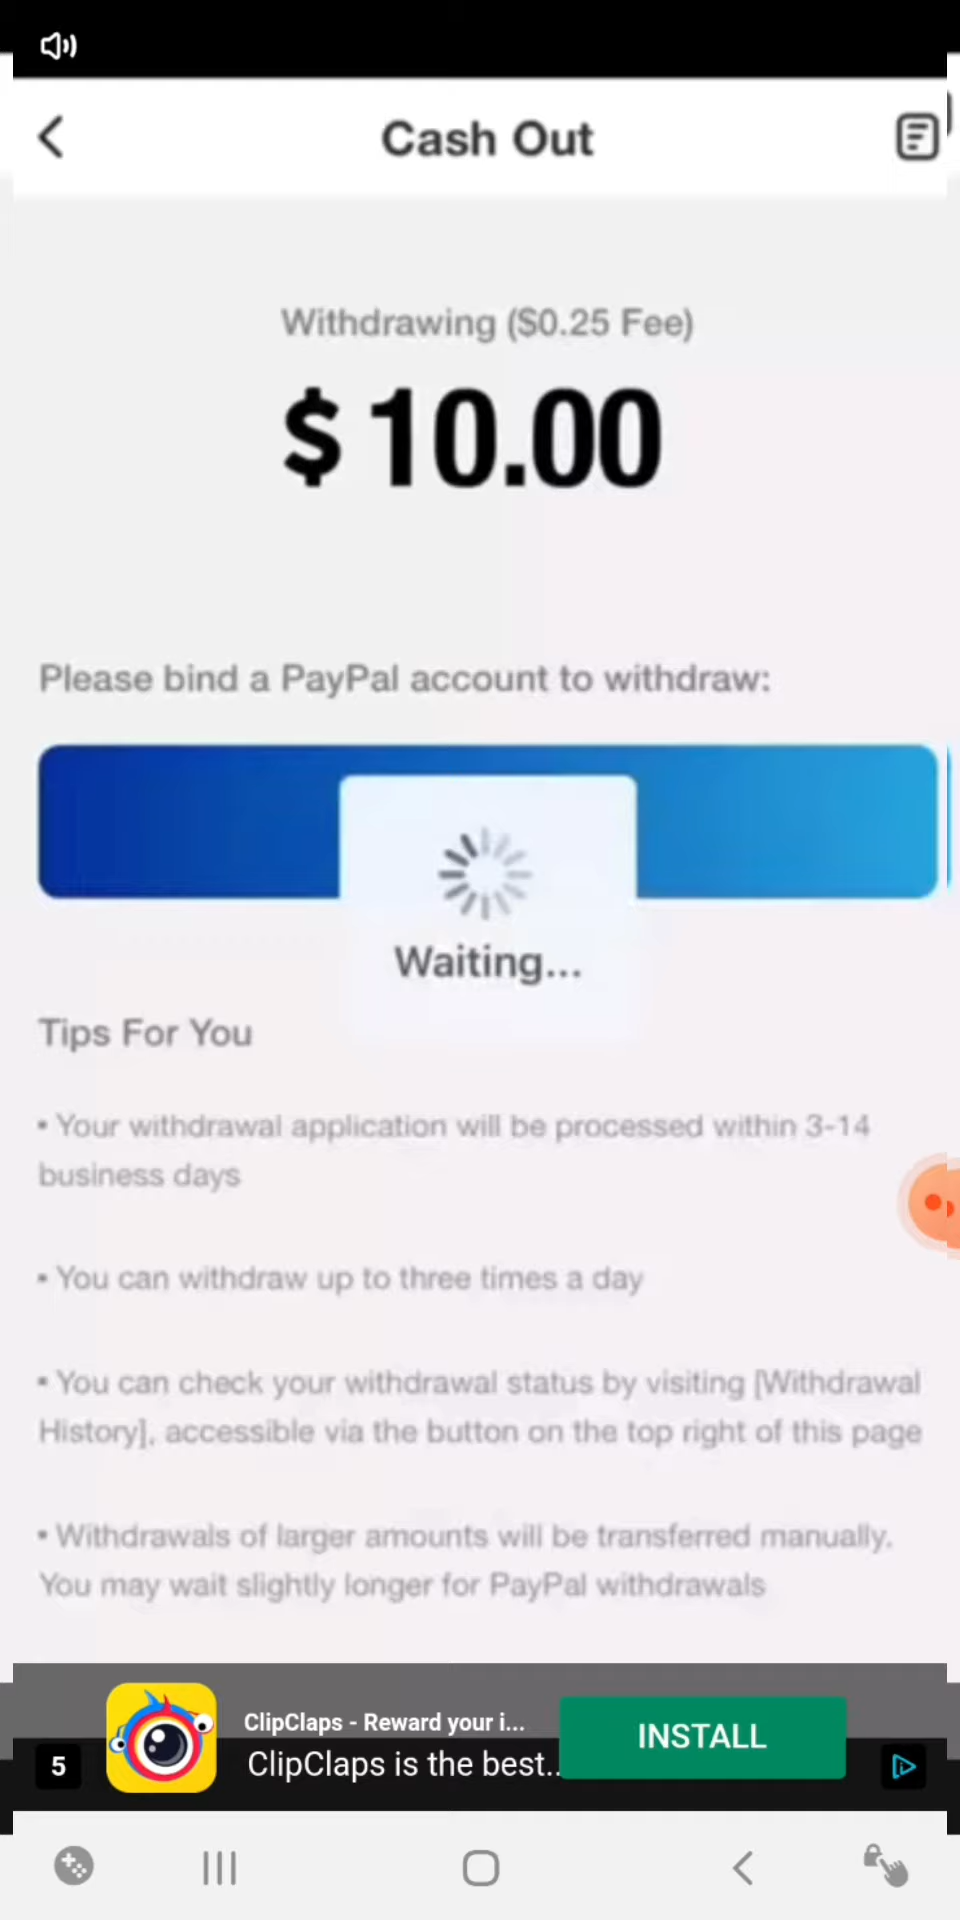 Cash Out
Withdrawing ($0.25 Fee)
$ 10.00
Please bind a PayPal account to withdraw:
Waiting...
Tips For You
• Your withdrawal application will be processed within 3-14
business days
• You can withdraw up to three times a day
• You can check your withdrawal status by visiting [Withdrawal
History], accessible via the button on the top right of this page
• Withdrawals of larger amounts will be transferred manually.
You may wait slightly longer for PayPal withdrawals
ClipClaps - Reward your i...
INSTALL
5
ClipClaps is the best..